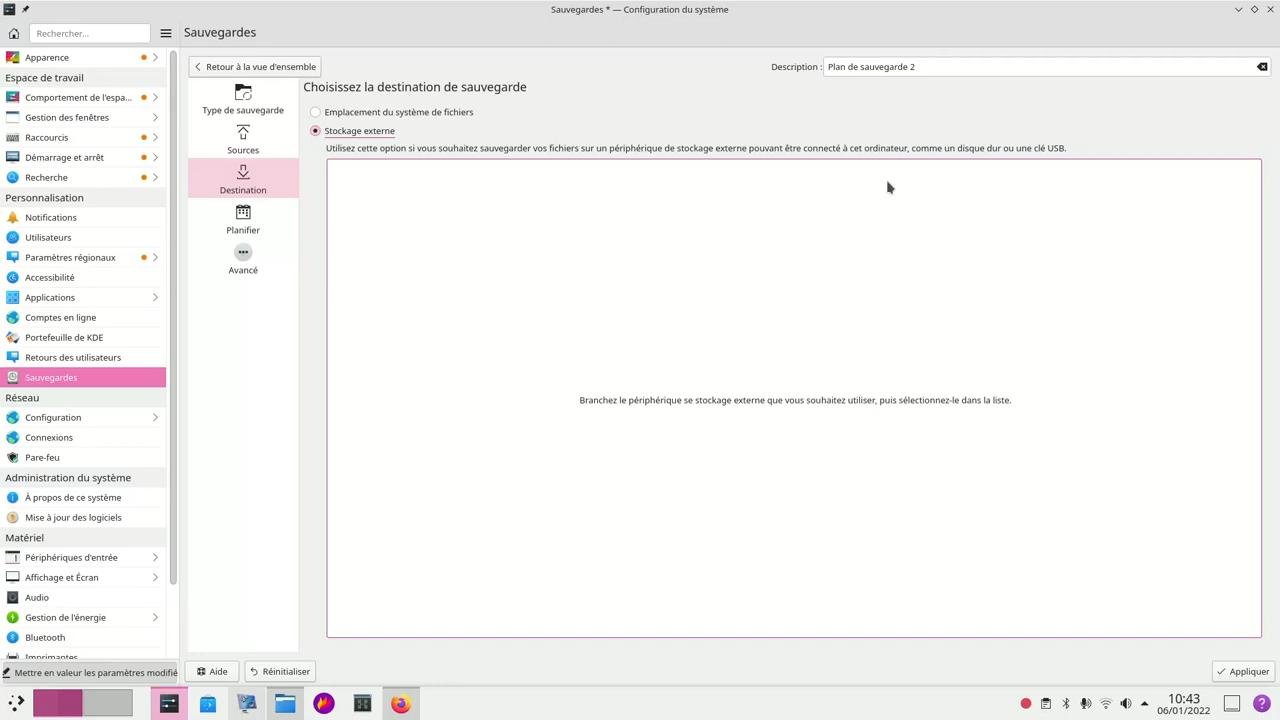 Sauvegardes * — Configuration du système
Rechercher...
Sauvegardes
Apparence
Espace de travail
Comportement de l'espa...
Gestion des fenêtres
Raccourcis
Démarrage et arrêt
Recherche
Personnalisation
Notifications
Utilisateurs
Paramètres régionaux
Accessibilité
Applications
Comptes en ligne
Portefeuille de KDE
Retours des utilisateurs
Sauvegardes
Réseau
Configuration
Connexions
Pare-feu
Administration du système
À propos de ce système
Mise à jour des logiciels
Matériel
Périphériques d'entrée
Affichage et Écran
Audio
Gestion de l'énergie
Bluetooth
Imprimantes
Mettre en valeur les paramètres modifié
Retour à la vue d'ensemble
Description : Plan de sauvegarde 2
Type de sauvegarde
Sources
Destination
Planifier
Avancé
Choisissez la destination de sauvegarde
Emplacement du système de fichiers
Stockage externe
Utilisez cette option si vous souhaitez sauvegarder vos fichiers sur un périphérique de stockage externe pouvant être connecté à cet ordinateur, comme un disque dur ou une clé USB.
Branchez le périphérique se stockage externe que vous souhaitez utiliser, puis sélectionnez-le dans la liste.
Aide
Réinitialiser
Appliquer
10:43
06/01/2022